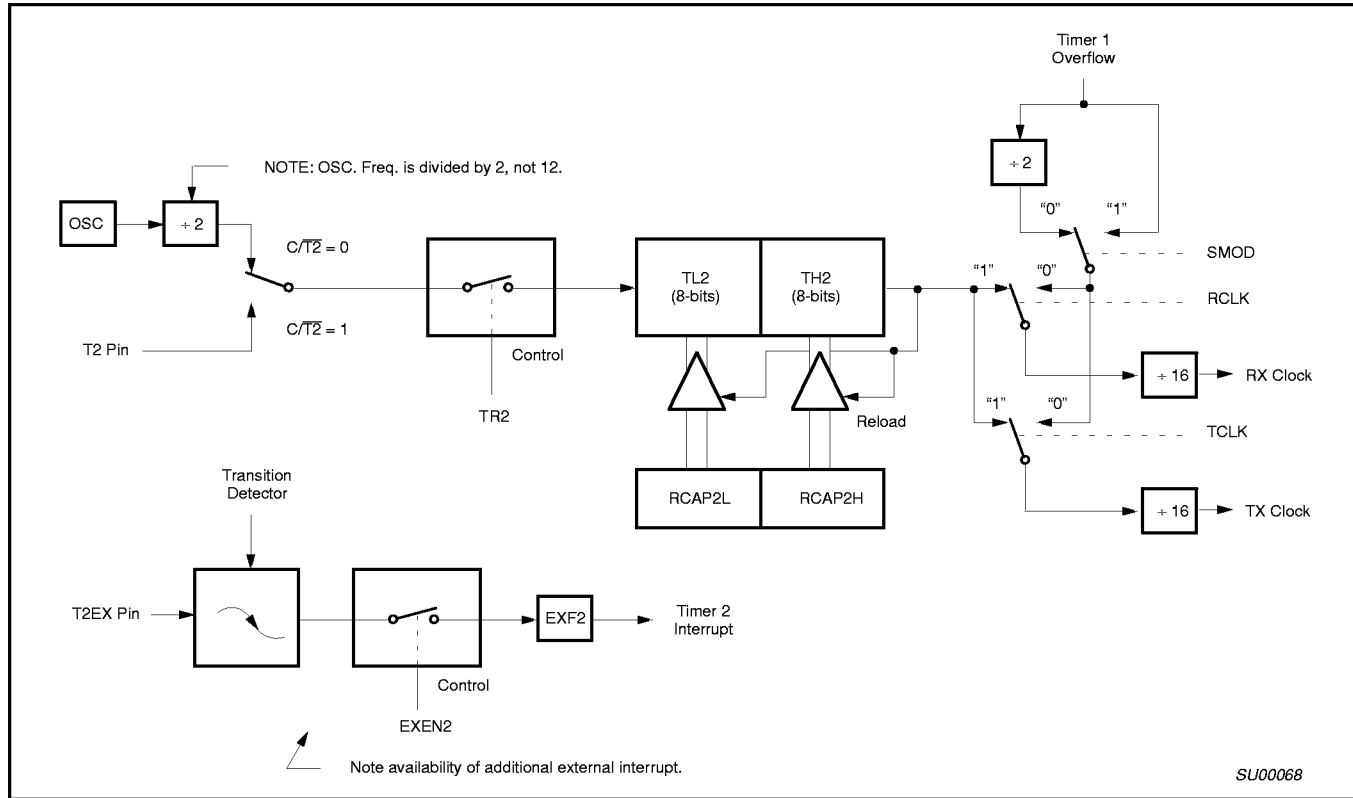 Timer 1
Overflow
NOTE: OSC. Freq. is divided by 2, not 12.
÷ 2
"0"
"1"
OSC
÷ 2
C/T2 = 0
SMOD
TL2
(8-bits)
TH2
(8-bits)
"1"
"0"
RCLK
C/T2 = 1
T2 Pin
Control
÷ 16
RX Clock
TR2
Reload
"1"
"0"
TCLK
Transition
Detector
RCAP2L
RCAP2H
÷ 16
TX Clock
T2EX Pin
EXF2
Timer 2
Interrupt
Control
EXEN2
Note availability of additional external interrupt.
SU00068